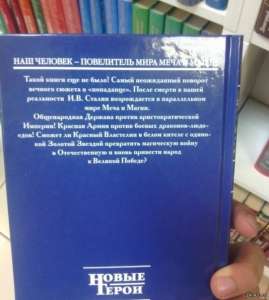 НАШ ЧЕЛОВЕК – ПОВЕЛИТЕЛЬ МИРА МЕЧА И МАГИИ
Такой книги еще не было! Самый неожиданный поворот
вечного сюжета о «попаданце». После смерти в нашей
реальности И.В. Сталин возрождается в параллельном
мире Меча и Магии.
Общенародная Держава против аристократической
Империи! Красная Армия против боевых драконов-людо-
едов! Сможет ли Красный Властелин в белом кителе с одино-
кой Золотой Звездой превратить магическую войну
в Отечественную и вновь привести народ
к Великой Победе?
НОВЫЕ
ГЕРОИ